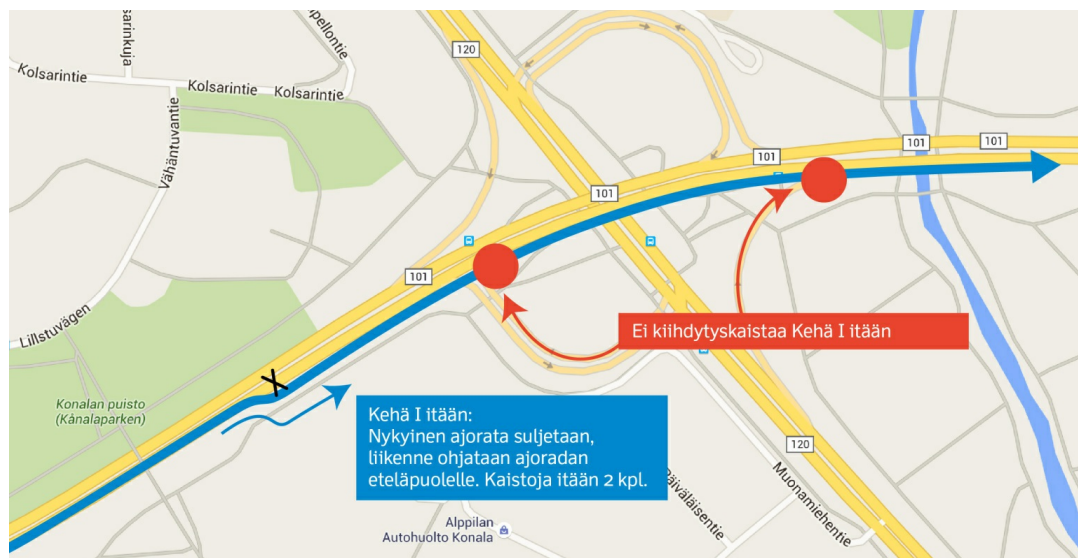 sarinkuja
pellontie
120
Kolsarintie
Kolsarintie
Kolsarintie
Vähäntuvantie
101
101
101
101
101
Lillstuvägen
Ei kiihdytyskaistaa Kehä I itään
Konalan puisto
(Kånalaparken)
Kehä I itään:
Nykyinen ajorata suljetaan,
liikenne ohjataan ajoradan
eteläpuolelle. Kaistoja itään 2 kpl.
120
Päiväläisentie
Muonamiehentie
Alppilan
Autohuolto Konala